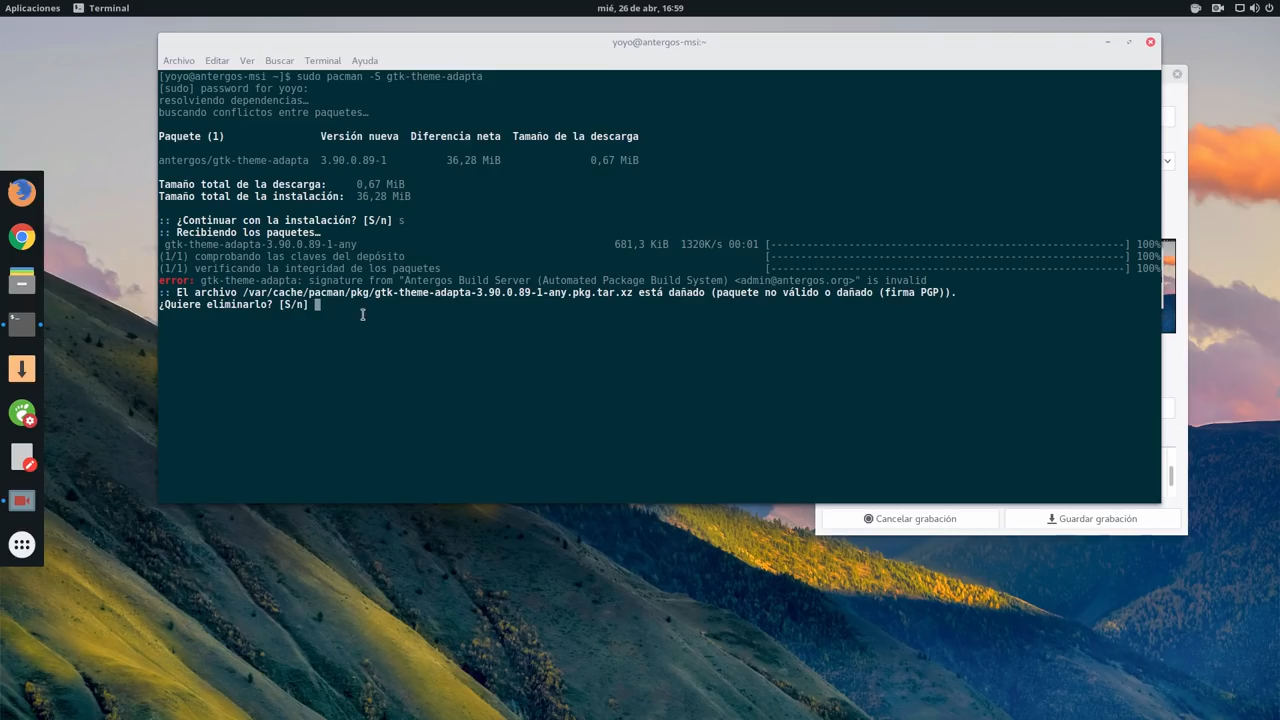 Aplicaciones Terminal mié, 26 de abr, 16:59
yoyo@antergos-msi:~
Archivo Editar Ver Buscar Terminal Ayuda
[yoyo@antergos-msi ~]$ sudo pacman -S gtk-theme-adapta
[sudo] password for yoyo:
resolviendo dependencias…
buscando conflictos entre paquetes…
Paquete (1) Versión nueva Diferencia neta Tamaño de la descarga
antergos/gtk-theme-adapta 3.90.0.89-1 36,28 MiB 0,67 MiB
Tamaño total de la descarga: 0,67 MiB
Tamaño total de la instalación: 36,28 MiB
:: ¿Continuar con la instalación? [S/n] s
:: Recibiendo los paquetes…
gtk-theme-adapta-3.90.0.89-1-any 681,3 KiB 1320K/s 00:01 [------------------------------------------------------------] 100%
(1/1) comprobando las claves del depósito [------------------------------------------------------------] 100%
(1/1) verificando la integridad de los paquetes [------------------------------------------------------------] 100%
error: gtk-theme-adapta: signature from "Antergos Build Server (Automated Package Build System) <admin@antergos.org>" is invalid
:: El archivo /var/cache/pacman/pkg/gtk-theme-adapta-3.90.0.89-1-any.pkg.tar.xz está dañado (paquete no válido o dañado (firma PGP)).
¿Quiere eliminarlo? [S/n]
Cancelar grabación Guardar grabación